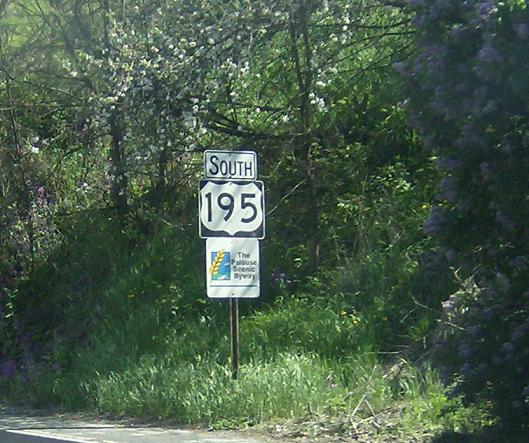 SOUTH
195
The
Palouse
Scenic
Byway